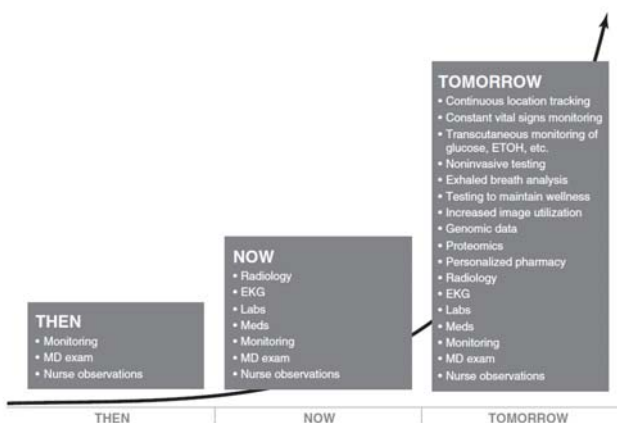 THEN
• Monitoring
• MD exam
• Nurse observations
NOW
• Radiology
• EKG
• Labs
• Meds
• Monitoring
• MD exam
• Nurse observations
TOMORROW
• Continuous location tracking
• Constant vital signs monitoring
• Transcutaneous monitoring of
glucose, ETOH, etc.
• Noninvasive testing
• Exhaled breath analysis
• Testing to maintain wellness
• Increased image utilization
• Genomic data
• Proteomics
• Personalized pharmacy
• Radiology
• EKG
• Labs
• Meds
• Monitoring
• MD exam
• Nurse observations
THEN
NOW
TOMORROW